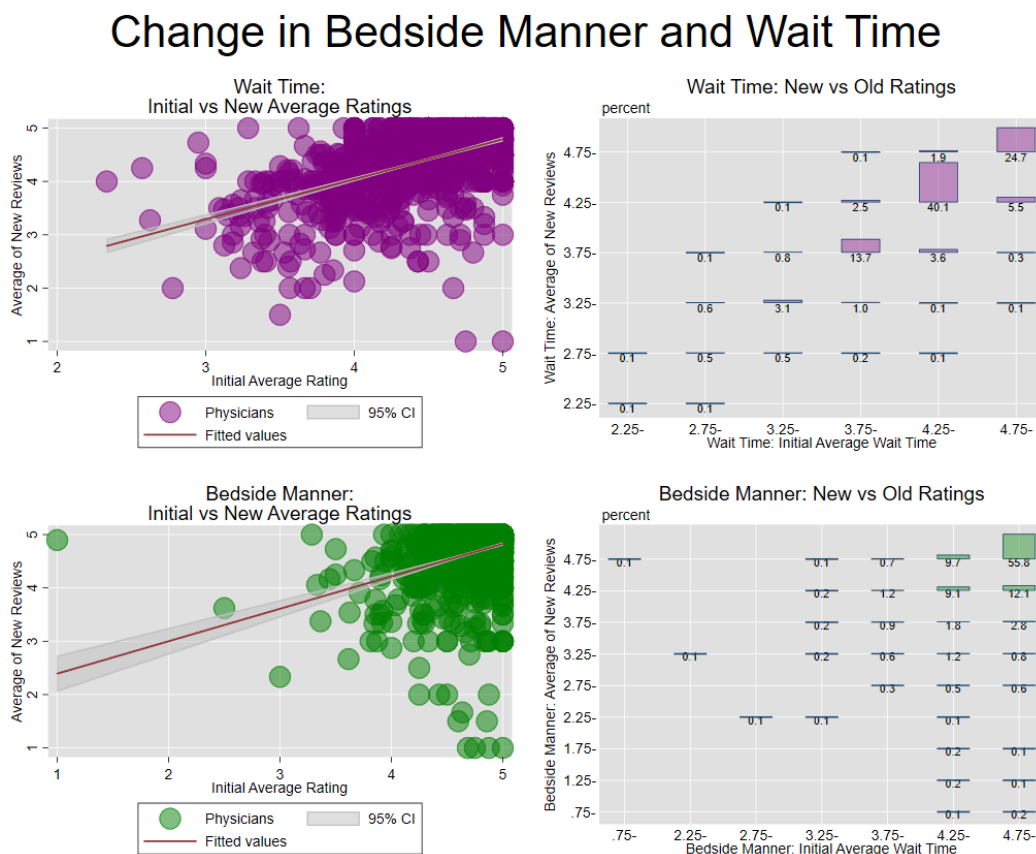 Change in Bedside Manner and Wait Time
Wait Time:
Initial vs New Average Ratings
5
4
3
2
1
Average of New Reviews
2 3 4 5
Initial Average Rating
Physicians 95% CI
Fitted values
Wait Time: New vs Old Ratings
percent
Wait Time: Average of New Reviews
4.75- 0.1 1.9 24.7
4.25- 0.1 2.5 40.1 5.5
3.75- 0.1 0.8 13.7 3.6 0.3
3.25- 0.6 3.1 1.0 0.1 0.1
2.75- 0.1 0.5 0.5 0.2 0.1
2.25- 0.1 0.1
2.25- 2.75- 3.25- 3.75- 4.25- 4.75-
Wait Time: Initial Average Wait Time
Bedside Manner:
Initial vs New Average Ratings
5
4
3
2
1
Average of New Reviews
1 2 3 4 5
Initial Average Rating
Physicians 95% CI
Fitted values
Bedside Manner: New vs Old Ratings
percent
Bedside Manner: Average of New Reviews
4.75- 0.1 0.1 0.7 9.7 55.8
4.25- 0.2 1.2 9.1 12.1
3.75- 0.2 0.9 1.8 2.8
3.25- 0.1 0.2 0.6 1.2 0.8
2.75- 0.3 0.5 0.6
2.25- 0.1 0.1 0.1
1.75- 0.2 0.1
1.25- 0.2 0.1
.75- 0.1 0.2
.75- 2.25- 2.75- 3.25- 3.75- 4.25- 4.75-
Bedside Manner: Initial Average Wait Time